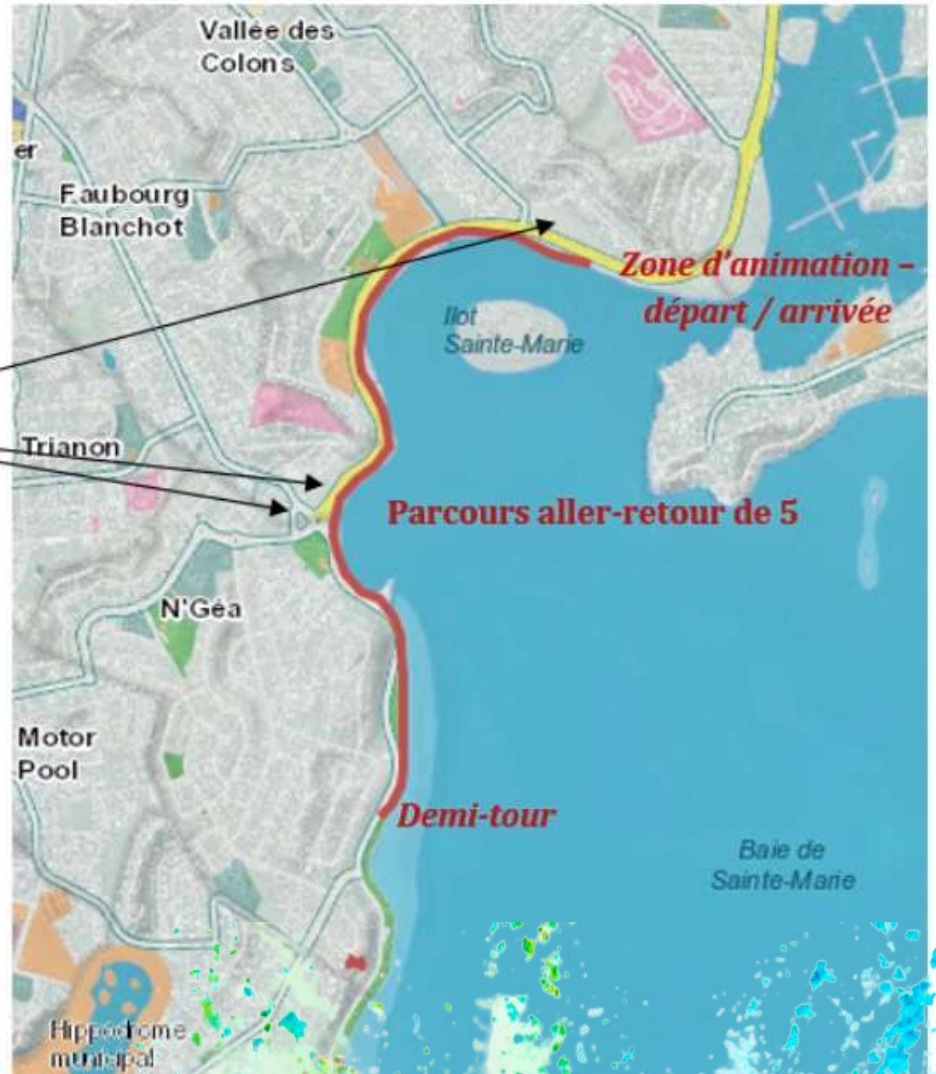 Vallée des
Colons
er
Faubourg
Blanchot
Zone d'animation –
départ / arrivée
Ilot
Sainte-Marie
Trianon
Parcours aller-retour de 5
N'Géa
Motor
Pool
Demi-tour
Baie de
Sainte-Marie
Hippodrome
municipal